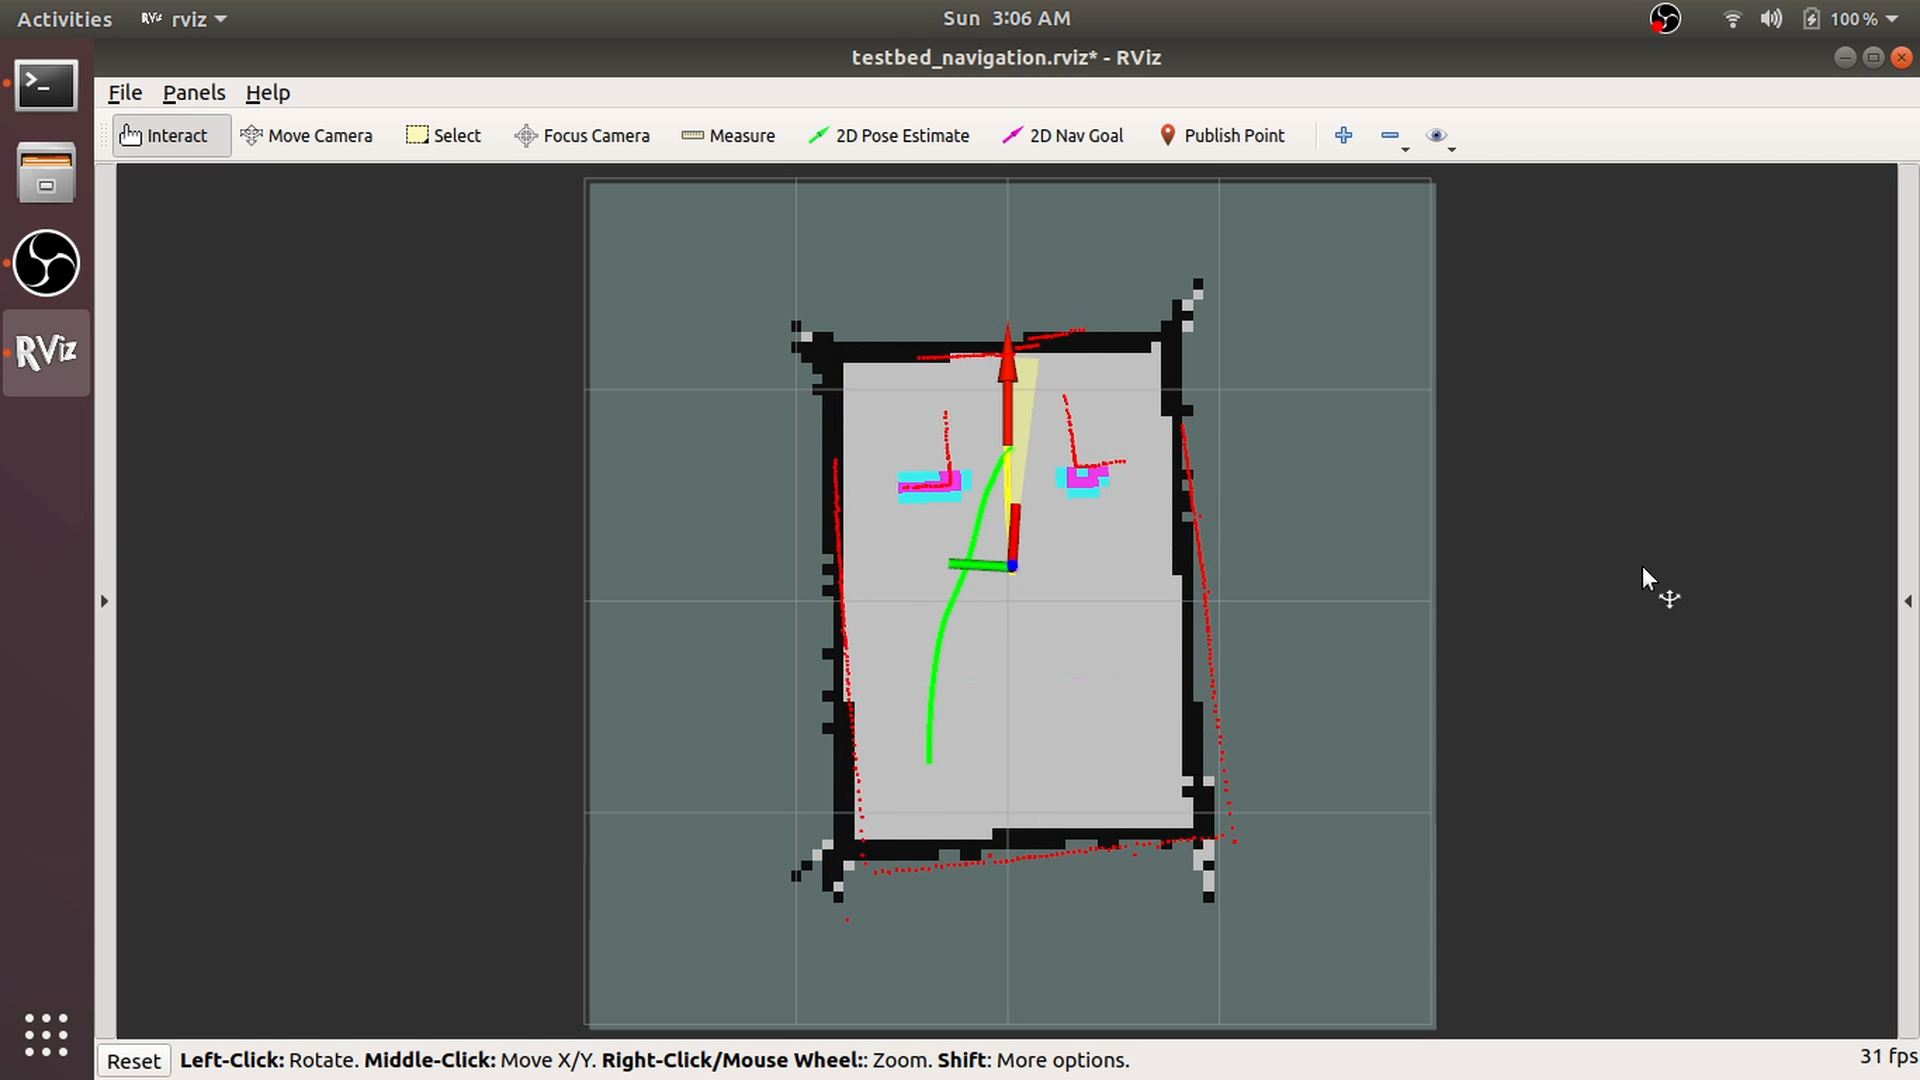 Activities RViz rviz Sun 3:06 AM 100 %
testbed_navigation.rviz* - RViz
File Panels Help
Interact Move Camera Select Focus Camera Measure 2D Pose Estimate 2D Nav Goal Publish Point
RViz
Reset Left-Click: Rotate. Middle-Click: Move X/Y. Right-Click/Mouse Wheel:: Zoom. Shift: More options. 31 fps